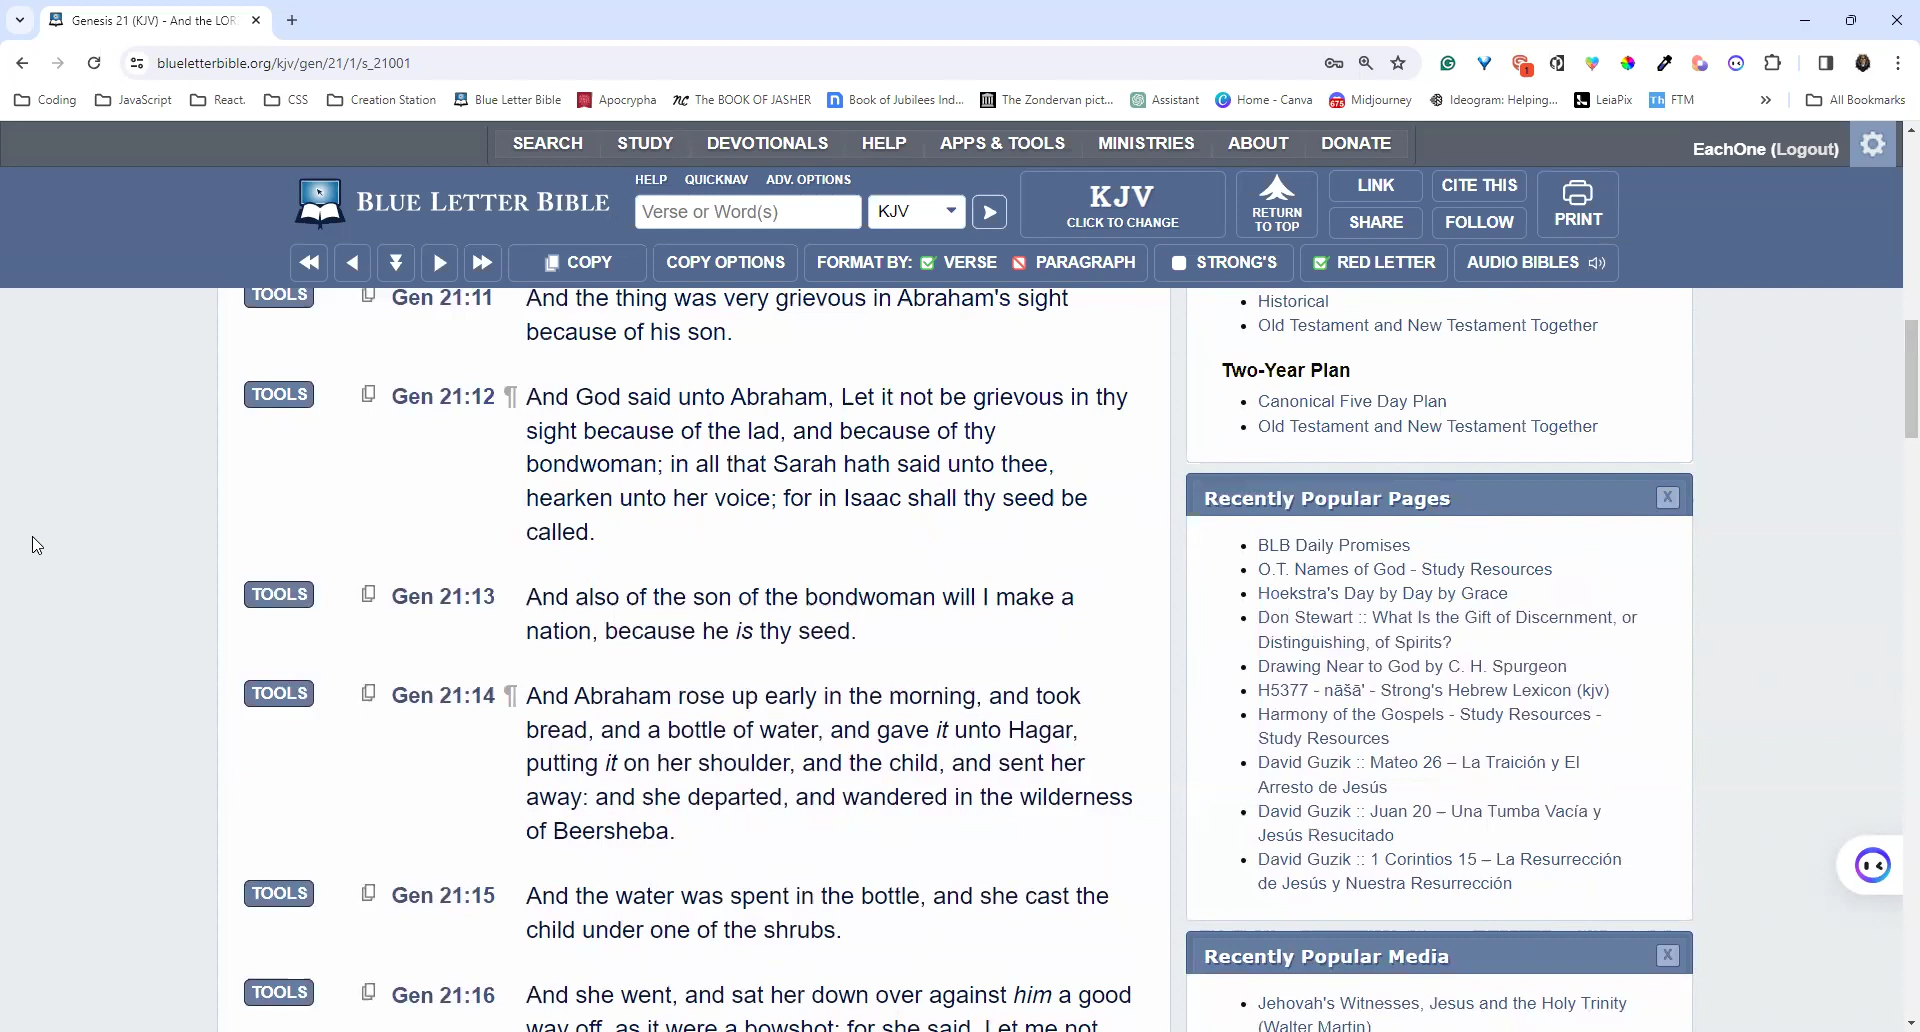 Genesis 21 (KJV) - And the LOR
blueletterbible.org/kjv/gen/21/1/s_21001
1
Coding
JavaScript
React.
CSS
Creation Station
Blue Letter Bible
Apocrypha
The BOOK OF JASHER
Book of Jubilees Ind...
The Zondervan pict...
Assistant
Home - Canva
Midjourney
Ideogram: Helping...
LeiaPix
Th FTM
All Bookmarks
SEARCH
STUDY
DEVOTIONALS
HELP
APPS & TOOLS
MINISTRIES
ABOUT
DONATE
EachOne (Logout)
BLUE LETTER BIBLE
HELP QUICKNAV ADV. OPTIONS
Verse or Word(s)
KJV
KJV
CLICK TO CHANGE
RETURN
TO TOP
LINK
CITE THIS
SHARE
FOLLOW
PRINT
COPY
COPY OPTIONS
FORMAT BY: VERSE PARAGRAPH
STRONG'S
RED LETTER
AUDIO BIBLES
TOOLS Gen 21:11 And the thing was very grievous in Abraham's sight
because of his son.
TOOLS Gen 21:12 ¶ And God said unto Abraham, Let it not be grievous in thy
sight because of the lad, and because of thy
bondwoman; in all that Sarah hath said unto thee,
hearken unto her voice; for in Isaac shall thy seed be
called.
TOOLS Gen 21:13 And also of the son of the bondwoman will I make a
nation, because he is thy seed.
TOOLS Gen 21:14 ¶ And Abraham rose up early in the morning, and took
bread, and a bottle of water, and gave it unto Hagar,
putting it on her shoulder, and the child, and sent her
away: and she departed, and wandered in the wilderness
of Beersheba.
TOOLS Gen 21:15 And the water was spent in the bottle, and she cast the
child under one of the shrubs.
TOOLS Gen 21:16 And she went, and sat her down over against him a good
way off, as it were a bowshot: for she said, Let me not
Historical
Old Testament and New Testament Together
Two-Year Plan
Canonical Five Day Plan
Old Testament and New Testament Together
Recently Popular Pages
X
BLB Daily Promises
O.T. Names of God - Study Resources
Hoekstra's Day by Day by Grace
Don Stewart :: What Is the Gift of Discernment, or
Distinguishing, of Spirits?
Drawing Near to God by C. H. Spurgeon
H5377 - nāšā' - Strong's Hebrew Lexicon (kjv)
Harmony of the Gospels - Study Resources -
Study Resources
David Guzik :: Mateo 26 – La Traición y El
Arresto de Jesús
David Guzik :: Juan 20 – Una Tumba Vacía y
Jesús Resucitado
David Guzik :: 1 Corintios 15 – La Resurrección
de Jesús y Nuestra Resurrección
Recently Popular Media
X
Jehovah's Witnesses, Jesus and the Holy Trinity
(Walter Martin)